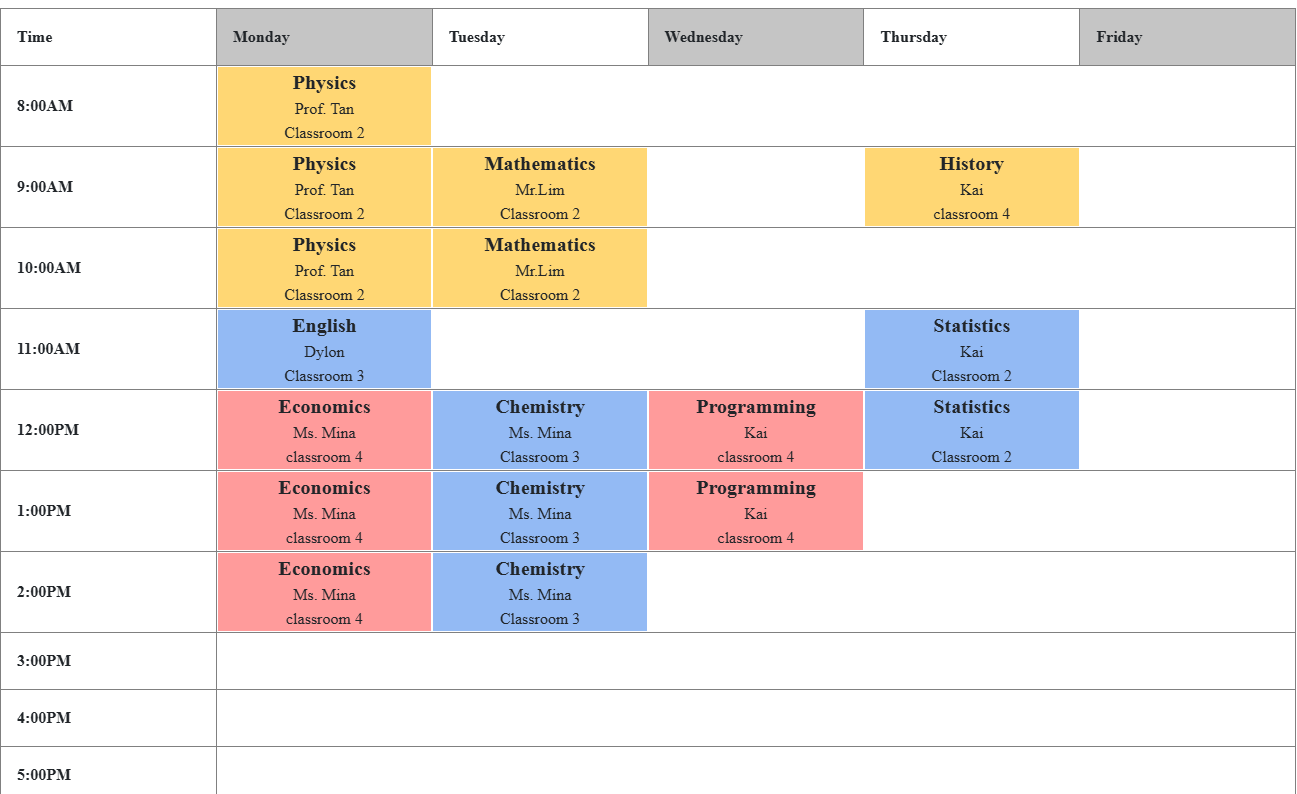 Time Monday Tuesday Wednesday Thursday Friday
8:00AM
Physics
Prof. Tan
Classroom 2
9:00AM
Physics
Prof. Tan
Classroom 2
Mathematics
Mr.Lim
Classroom 2
History
Kai
classroom 4
10:00AM
Physics
Prof. Tan
Classroom 2
Mathematics
Mr.Lim
Classroom 2
11:00AM
English
Dylon
Classroom 3
Statistics
Kai
Classroom 2
12:00PM
Economics
Ms. Mina
classroom 4
Chemistry
Ms. Mina
Classroom 3
Programming
Kai
classroom 4
Statistics
Kai
Classroom 2
1:00PM
Economics
Ms. Mina
classroom 4
Chemistry
Ms. Mina
Classroom 3
Programming
Kai
classroom 4
2:00PM
Economics
Ms. Mina
classroom 4
Chemistry
Ms. Mina
Classroom 3
3:00PM
4:00PM
5:00PM